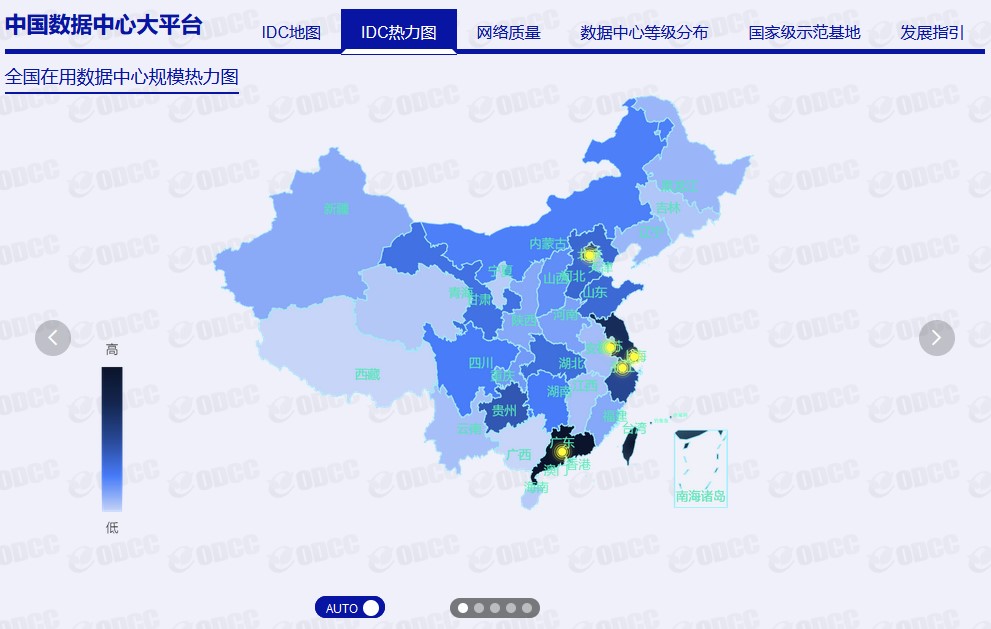 中国数据中心大平台
IDC地图
IDC热力图
网络质量
数据中心等级分布
国家级示范基地
发展指引
全国在用数据中心规模热力图
ODCC
黑龙江
新疆
吉林
辽宁
内蒙古
北京
天津
宁夏
山西
河北
青海
甘肃
山东
陕西
河南
江苏
上海
高
西藏
四川
重庆
湖北
湖南
江西
贵州
福建
云南
台湾
广西
广东
澳门
香港
海南
南海诸岛
低
AUTO